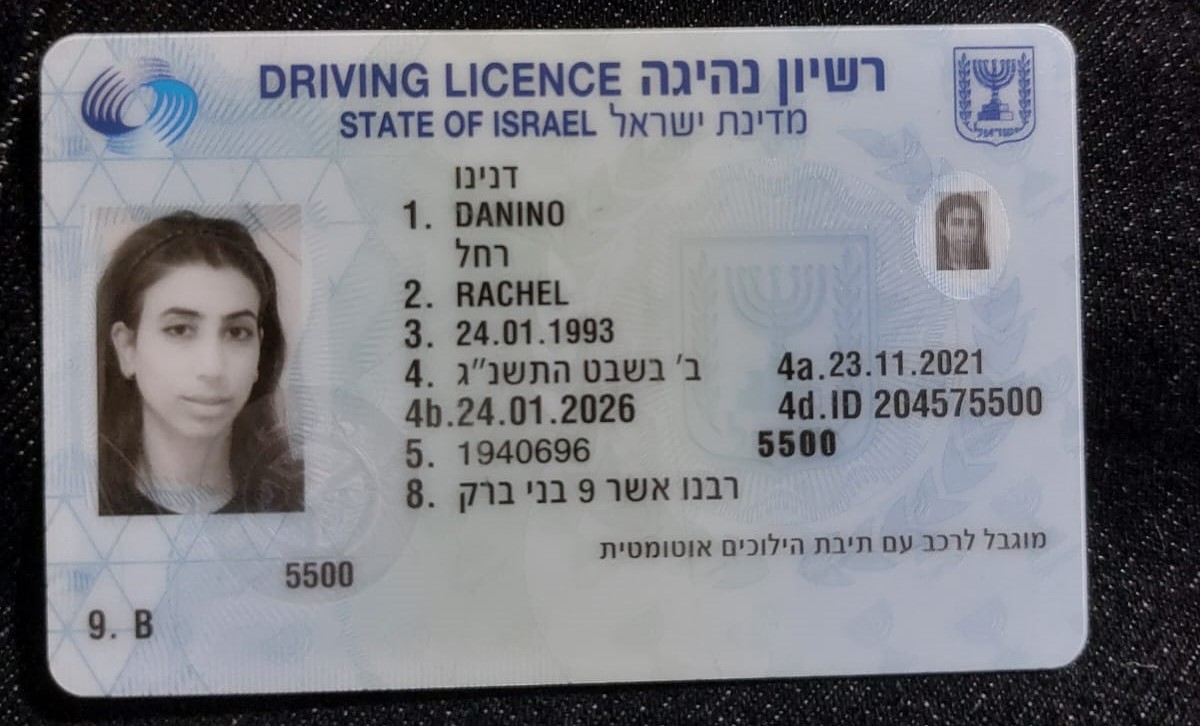 DRIVING LICENCE רשיון נהיגה
STATE OF ISRAEL מדינת ישראל
ישראל
דנינו
1. DANINO
רחל
2. RACHEL
3. 24.01.1993
4. ב' בשבט התשנ"ג 4a.23.11.2021
4b.24.01.2026 4d.ID 204575500
5. 1940696 5500
8. רבנו אשר 9 בני ברק
מוגבל לרכב עם תיבת הילוכים אוטומטית
5500
9. B